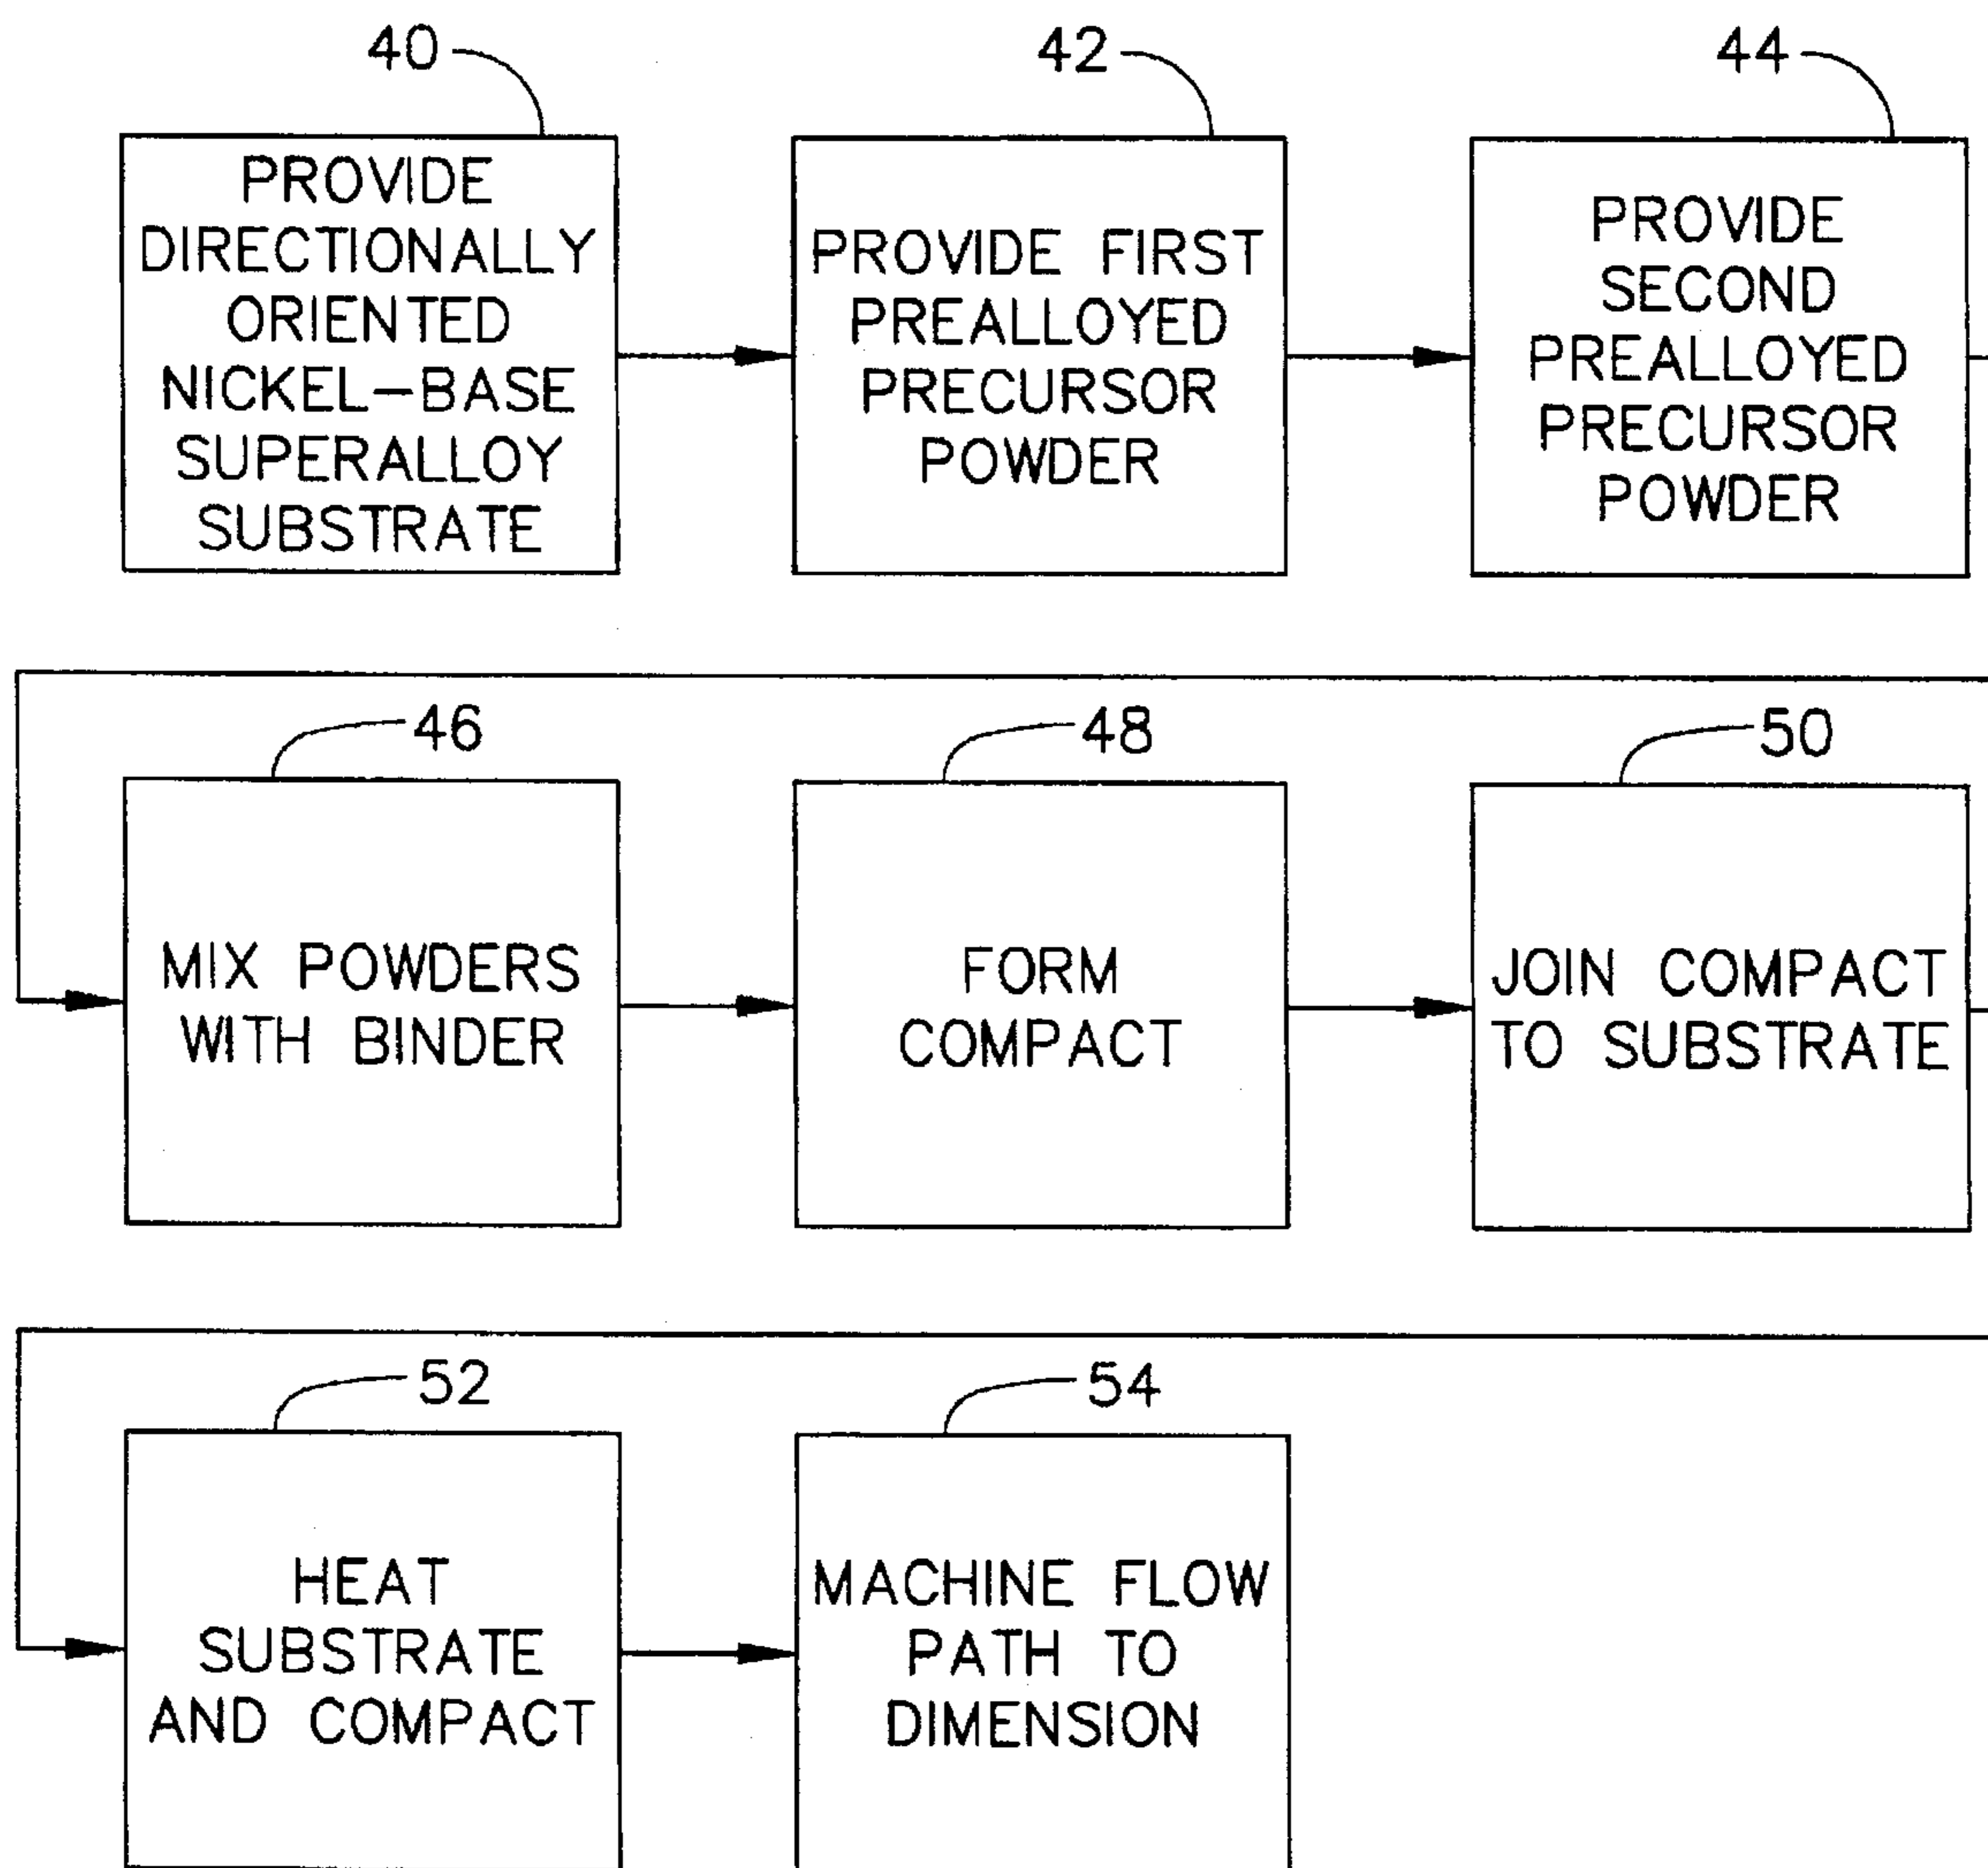 40
42
44
PROVIDE
DIRECTIONALLY
ORIENTED
NICKEL-BASE
SUPERALLOY
SUBSTRATE
PROVIDE FIRST
PREALLOYED
PRECURSOR
POWDER
PROVIDE
SECOND
PREALLOYED
PRECURSOR
POWDER
46
48
50
MIX POWDERS
WITH BINDER
FORM
COMPACT
JOIN COMPACT
TO SUBSTRATE
52
54
HEAT
SUBSTRATE
AND COMPACT
MACHINE FLOW
PATH TO
DIMENSION